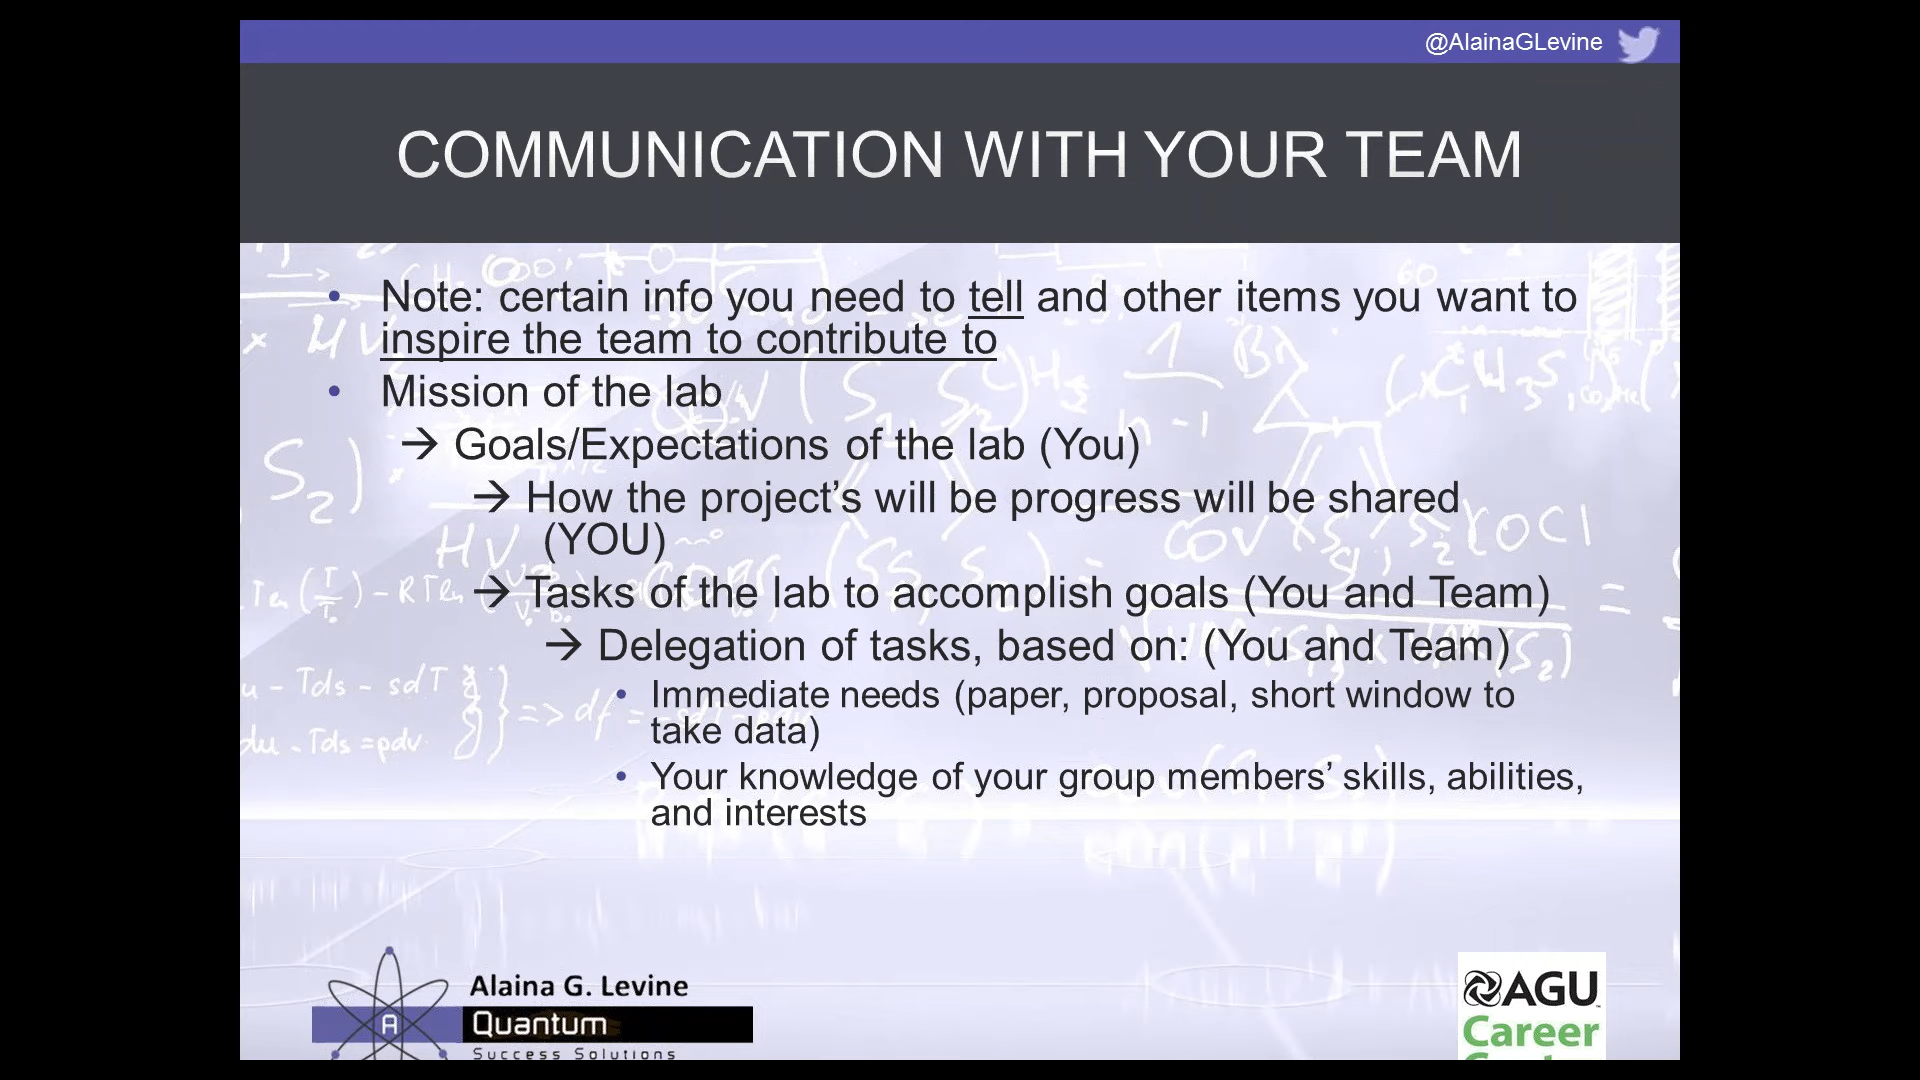 @AlainaGLevine
COMMUNICATION WITH YOUR TEAM
• Note: certain info you need to tell and other items you want to
inspire the team to contribute to
• Mission of the lab
→ Goals/Expectations of the lab (You)
→ How the project’s will be progress will be shared
(YOU)
→ Tasks of the lab to accomplish goals (You and Team)
→ Delegation of tasks, based on: (You and Team)
• Immediate needs (paper, proposal, short window to
take data)
• Your knowledge of your group members’ skills, abilities,
and interests
Alaina G. Levine
A
Quantum
Success Solutions
AGU
Career